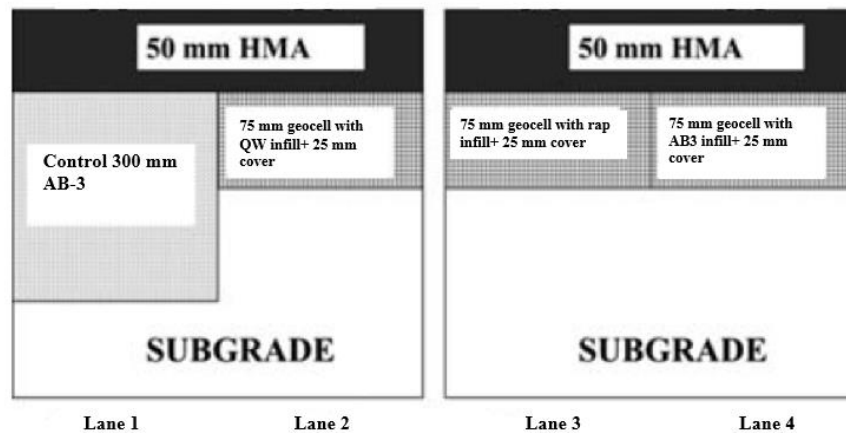 50 mm HMA
50 mm HMA
Control 300 mm
AB-3
75 mm geocell with
QW infill+ 25 mm
cover
75 mm geocell with rap
infill+ 25 mm cover
75 mm geocell with
AB3 infill+ 25 mm
cover
SUBGRADE
SUBGRADE
Lane 1
Lane 2
Lane 3
Lane 4